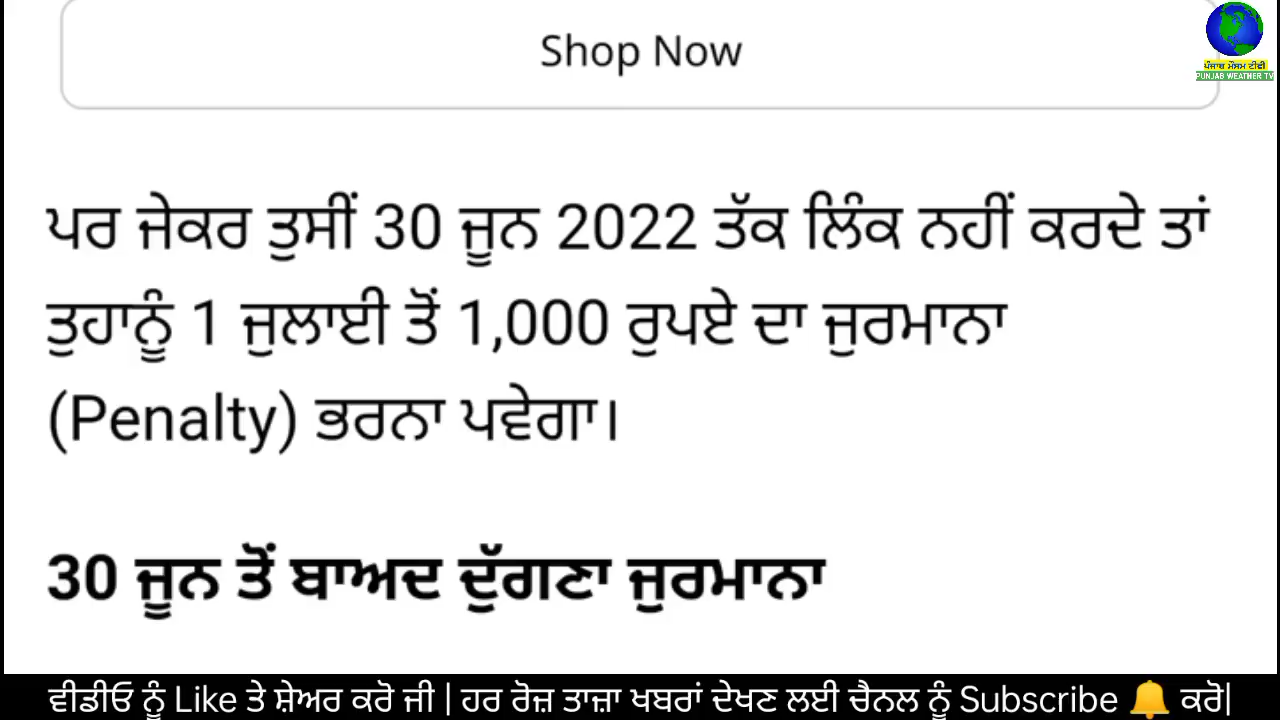 Shop Now
ਪੰਜਾਬ ਮੌਸਮ ਟੀਵੀ
PUNJAB WEATHER TV
ਪਰ ਜੇਕਰ ਤੁਸੀਂ 30 ਜੂਨ 2022 ਤੱਕ ਲਿੰਕ ਨਹੀਂ ਕਰਦੇ ਤਾਂ
ਤੁਹਾਨੂੰ 1 ਜੁਲਾਈ ਤੋਂ 1,000 ਰੁਪਏ ਦਾ ਜੁਰਮਾਨਾ
(Penalty) ਭਰਨਾ ਪਵੇਗਾ।
30 ਜੂਨ ਤੋਂ ਬਾਅਦ ਦੁੱਗਣਾ ਜੁਰਮਾਨਾ
ਵੀਡੀਓ ਨੂੰ Like ਤੇ ਸ਼ੇਅਰ ਕਰੋ ਜੀ | ਹਰ ਰੋਜ਼ ਤਾਜ਼ਾ ਖਬਰਾਂ ਦੇਖਣ ਲਈ ਚੈਨਲ ਨੂੰ Subscribe 🔔 ਕਰੋ|